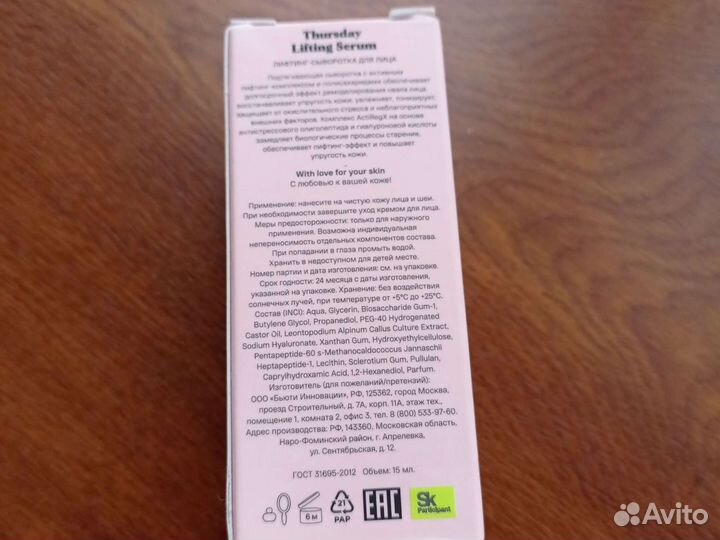 Thursday
Lifting Serum
ЛИФТИНГ-СЫВОРОТКА ДЛЯ ЛИЦА
Подтягивающая сыворотка с активным
лифтинг-комплексом и полисахаридами обеспечивает
долгосрочный эффект ремоделирования овала лица,
восстанавливает упругость кожи, увлажняет, тонизирует,
защищает от окислительного стресса и неблагоприятных
внешних факторов. Комплекс ActiRegX на основе
антистрессового олигопептида и гиалуроновой кислоты
замедляет биологические процессы старения,
обеспечивает лифтинг-эффект и повышает
упругость кожи.
With love for your skin
С любовью к вашей коже!
Применение: нанесите на чистую кожу лица и шеи.
При необходимости завершите уход кремом для лица.
Меры предосторожности: только для наружного
применения. Возможна индивидуальная
непереносимость отдельных компонентов состава.
При попадании в глаза промыть водой.
Хранить в недоступном для детей месте.
Номер партии и дата изготовления: см. на упаковке.
Срок годности: 24 месяца с даты изготовления,
указанной на упаковке. Хранение: без воздействия
солнечных лучей, при температуре от +5°C до +25°C.
Состав (INCI): Aqua, Glycerin, Biosaccharide Gum-1,
Butylene Glycol, Propanediol, PEG-40 Hydrogenated
Castor Oil, Leontopodium Alpinum Callus Culture Extract,
Sodium Hyaluronate, Xanthan Gum, Hydroxyethylcellulose,
Pentapeptide-60 s-Methanocaldococcus Jannaschii
Heptapeptide-1, Lecithin, Sclerotium Gum, Pullulan,
Caprylhydroxamic Acid, 1,2-Hexanediol, Parfum.
Изготовитель (для пожеланий/претензий):
ООО «Бьюти Инновации», РФ, 125362, город Москва,
проезд Строительный, д. 7А, корп. 11А, этаж тех.,
помещение 1, комната 2, офис 3, тел. 8 (800) 533-97-60.
Адрес производства: РФ, 143360, Московская область,
Наро-Фоминский район, г. Апрелевка,
ул. Сентябрьская, д. 12.
ГОСТ 31695-2012 Объем: 15 мл.
6 м
21
PAP
EAC
Sk
Participant
Avito